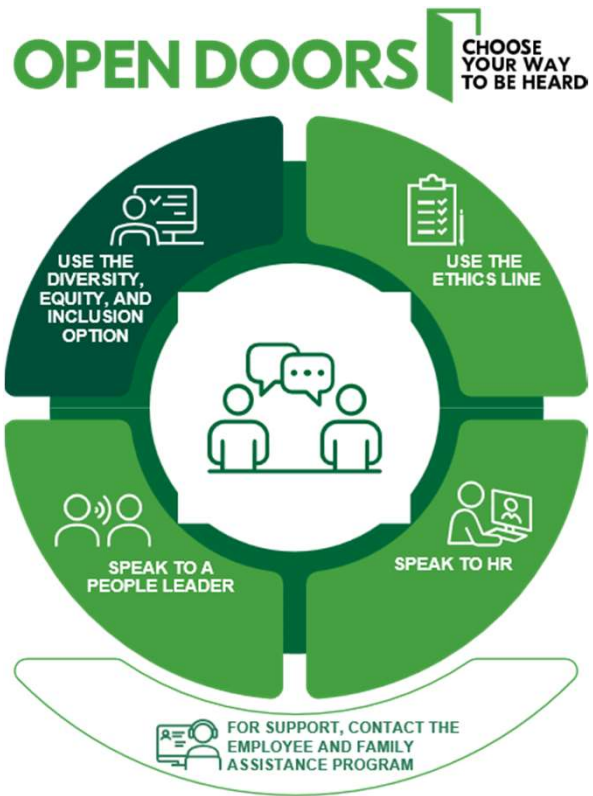 OPEN DOORS
CHOOSE
YOUR WAY
TO BE HEARD
USE THE
DIVERSITY,
EQUITY, AND
INCLUSION
OPTION
USE THE
ETHICS LINE
SPEAK TO A
PEOPLE LEADER
SPEAK TO HR
FOR SUPPORT, CONTACT THE
EMPLOYEE AND FAMILY
ASSISTANCE PROGRAM